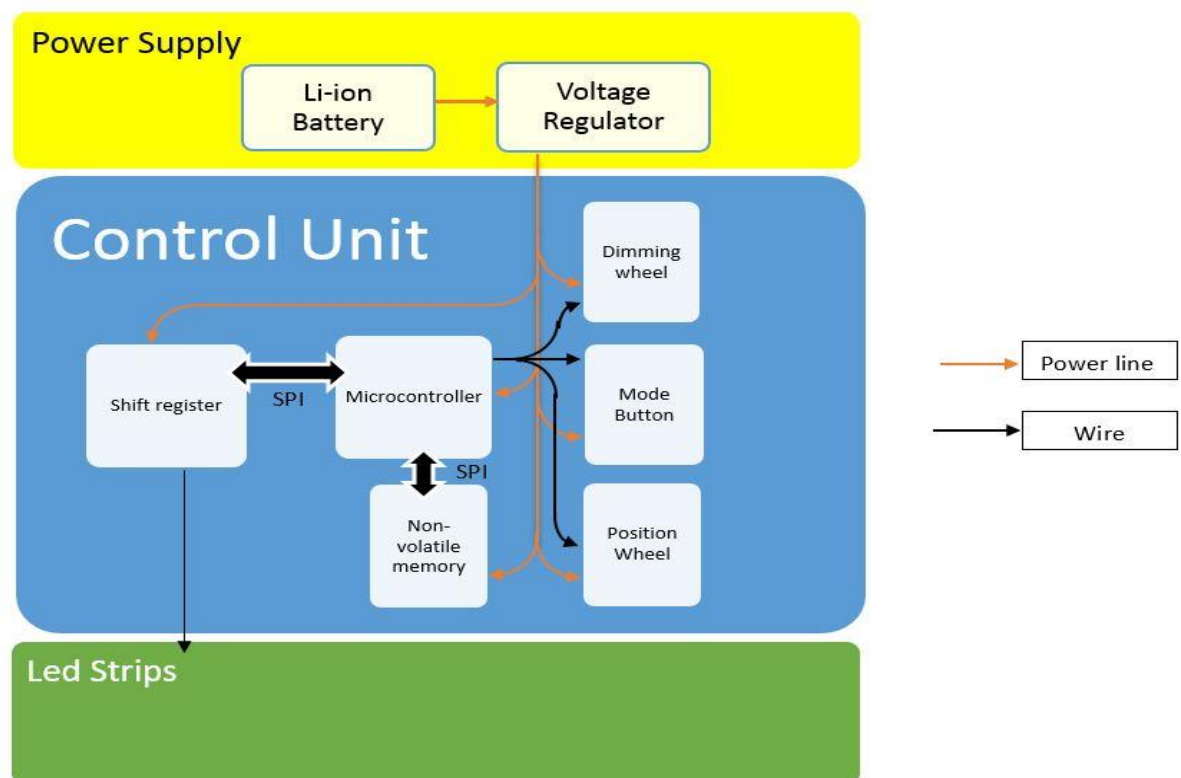 Power Supply
Li-ion
Battery
Voltage
Regulator
Control Unit
Dimming
wheel
Shift register
SPI
Microcontroller
Mode
Button
SPI
Non-
volatile
memory
Position
Wheel
Led Strips
Power line
Wire